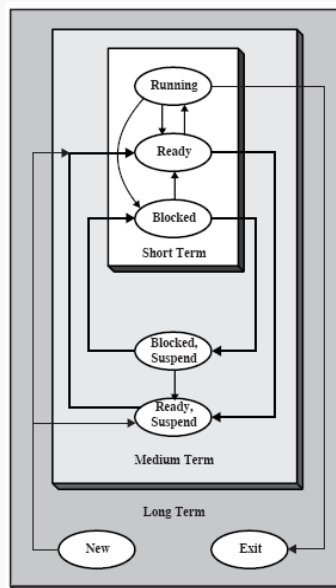 Running
Ready
Blocked
Short Term
Blocked,
Suspend
Ready,
Suspend
Medium Term
Long Term
New
Exit